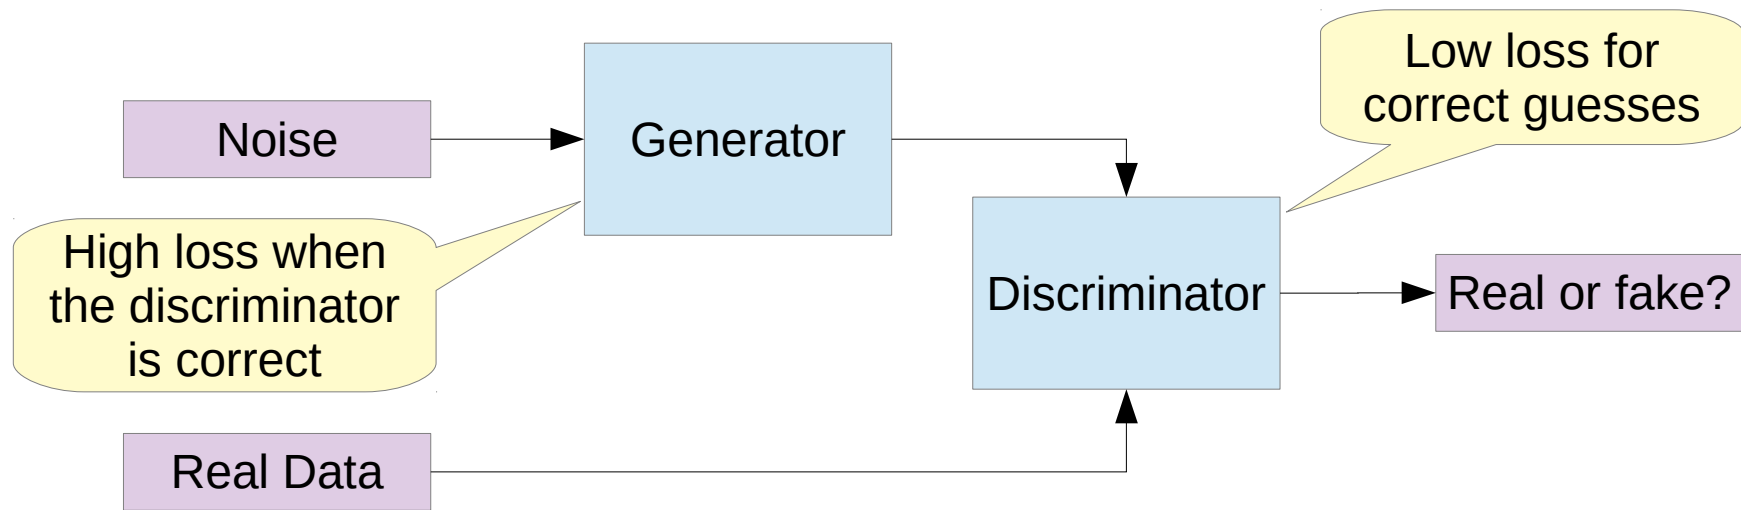 Noise
Generator
Low loss for
correct guesses
High loss when
the discriminator
is correct
Discriminator
Real or fake?
Real Data